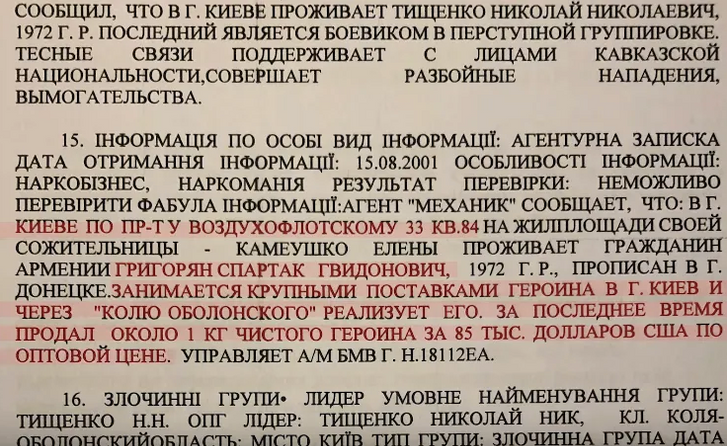 СООБЩИЛ, ЧТО В Г. КИЕВЕ ПРОЖИВАЕТ ТИЩЕНКО НИКОЛАЙ НИКОЛАЕВИЧ,
1972 Г. Р. ПОСЛЕДНИЙ ЯВЛЯЕТСЯ БОЕВИКОМ В ПЕРСТУПНОЙ ГРУППИРОВКЕ.
ТЕСНЫЕ СВЯЗИ ПОДДЕРЖИВАЕТ С ЛИЦАМИ КАВКАЗСКОЙ
НАЦИОНАЛЬНОСТИ,СОВЕРШАЕТ РАЗБОЙНЫЕ НАПАДЕНИЯ,
ВЫМОГАТЕЛЬСТВА.
15. ІНФОРМАЦІЯ ПО ОСОБІ ВИД ІНФОРМАЦІЇ: АГЕНТУРНА ЗАПИСКА
ДАТА ОТРИМАННЯ ІНФОРМАЦІЇ: 15.08.2001 ОСОБЛИВОСТІ ІНФОРМАЦІЇ:
НАРКОБІЗНЕС, НАРКОМАНІЯ РЕЗУЛЬТАТ ПЕРЕВІРКИ: НЕМОЖЛИВО
ПЕРЕВІРИТИ ФАБУЛА ІНФОРМАЦІЇ:АГЕНТ "МЕХАНИК" СООБЩАЕТ, ЧТО: В Г.
КИЕВЕ ПО ПР-Т У ВОЗДУХОФЛОТСКОМУ 33 КВ.84 НА ЖИЛПЛОЩАДИ СВОЕЙ
СОЖИТЕЛЬНИЦЫ - КАМЕУШКО ЕЛЕНЫ ПРОЖИВАЕТ ГРАЖДАНИН
АРМЕНИИ ГРИГОРЯН СПАРТАК ГВИДОНОВИЧ, 1972 Г. Р., ПРОПИСАН В Г.
ДОНЕЦКЕ.ЗАНИМАЕТСЯ КРУПНЫМИ ПОСТАВКАМИ ГЕРОИНА В Г. КИЕВ И
ЧЕРЕЗ "КОЛЮ ОБОЛОНСКОГО" РЕАЛИЗУЕТ ЕГО. ЗА ПОСЛЕДНЕЕ ВРЕМЯ
ПРОДАЛ ОКОЛО 1 КГ ЧИСТОГО ГЕРОИНА ЗА 85 ТЫС. ДОЛЛАРОВ США ПО
ОПТОВОЙ ЦЕНЕ. УПРАВЛЯЕТ А/М БМВ Г. Н.18112ЕА.
16. ЗЛОЧИННІ ГРУПИ• ЛИДЕР УМОВНЕ НАЙМЕНУВАННЯ ГРУПИ:
ТИЩЕНКО Н.Н. ОПГ ЛІДЕР: ТИЩЕНКО НИКОЛАЙ НИК, КЛ. КОЛЯ-
ОБОЛОНСКИЙОБЛАСТЬ: МІСТО КИЇВ ТИП ГРУПИ: ЗЛОЧИННА ГРУПА ДАТА